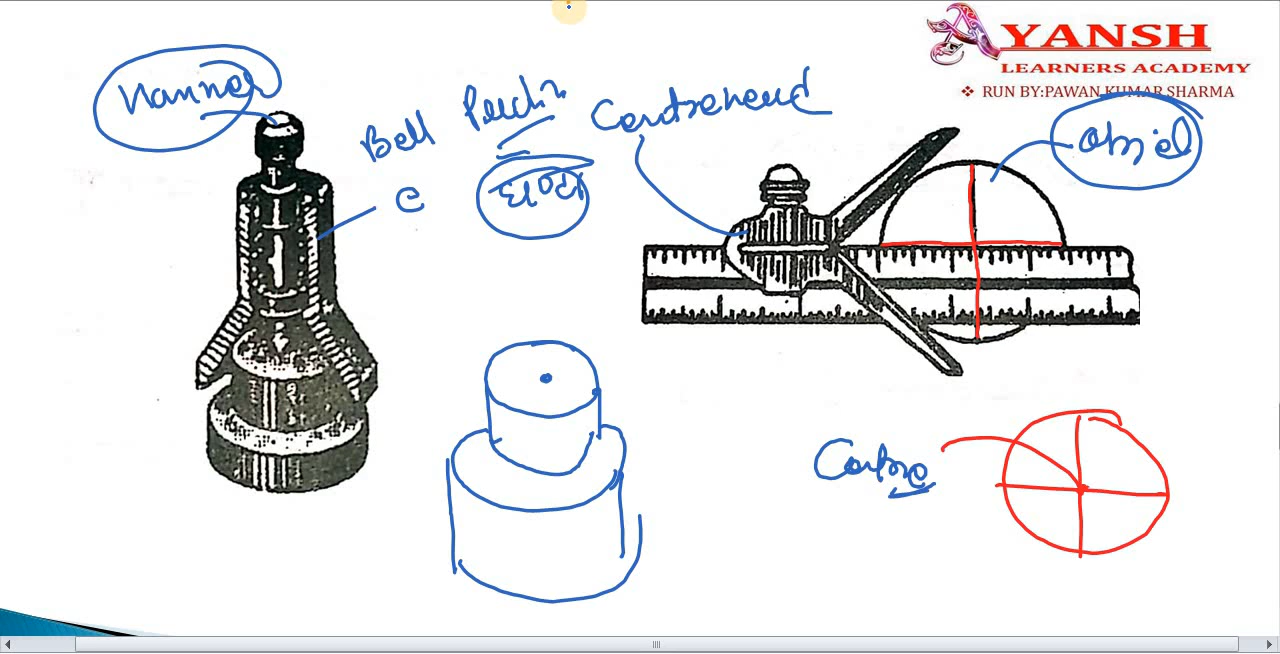 AYANSH
LEARNERS ACADEMY
❖ RUN BY:PAWAN KUMAR SHARMA
Hammer
Bell Punch
C
Centrehead
Object
Centre